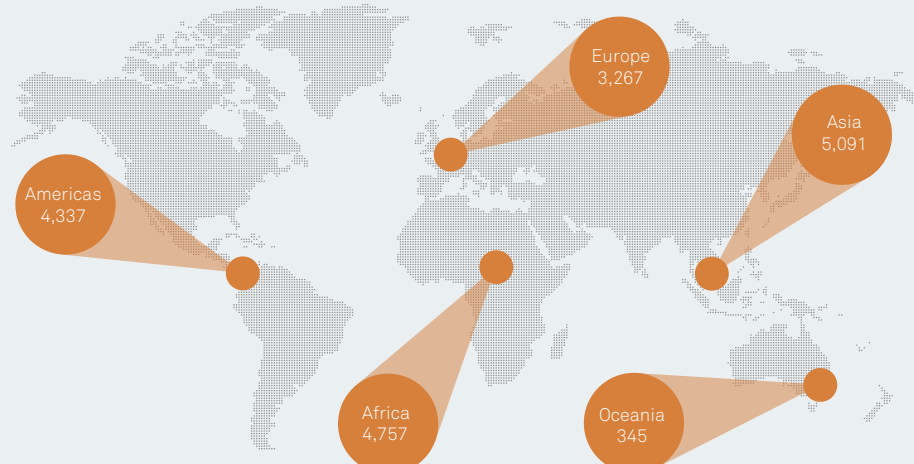 Europe
3,267
Asia
5,091
Americas
4,337
Africa
4,757
Oceania
345